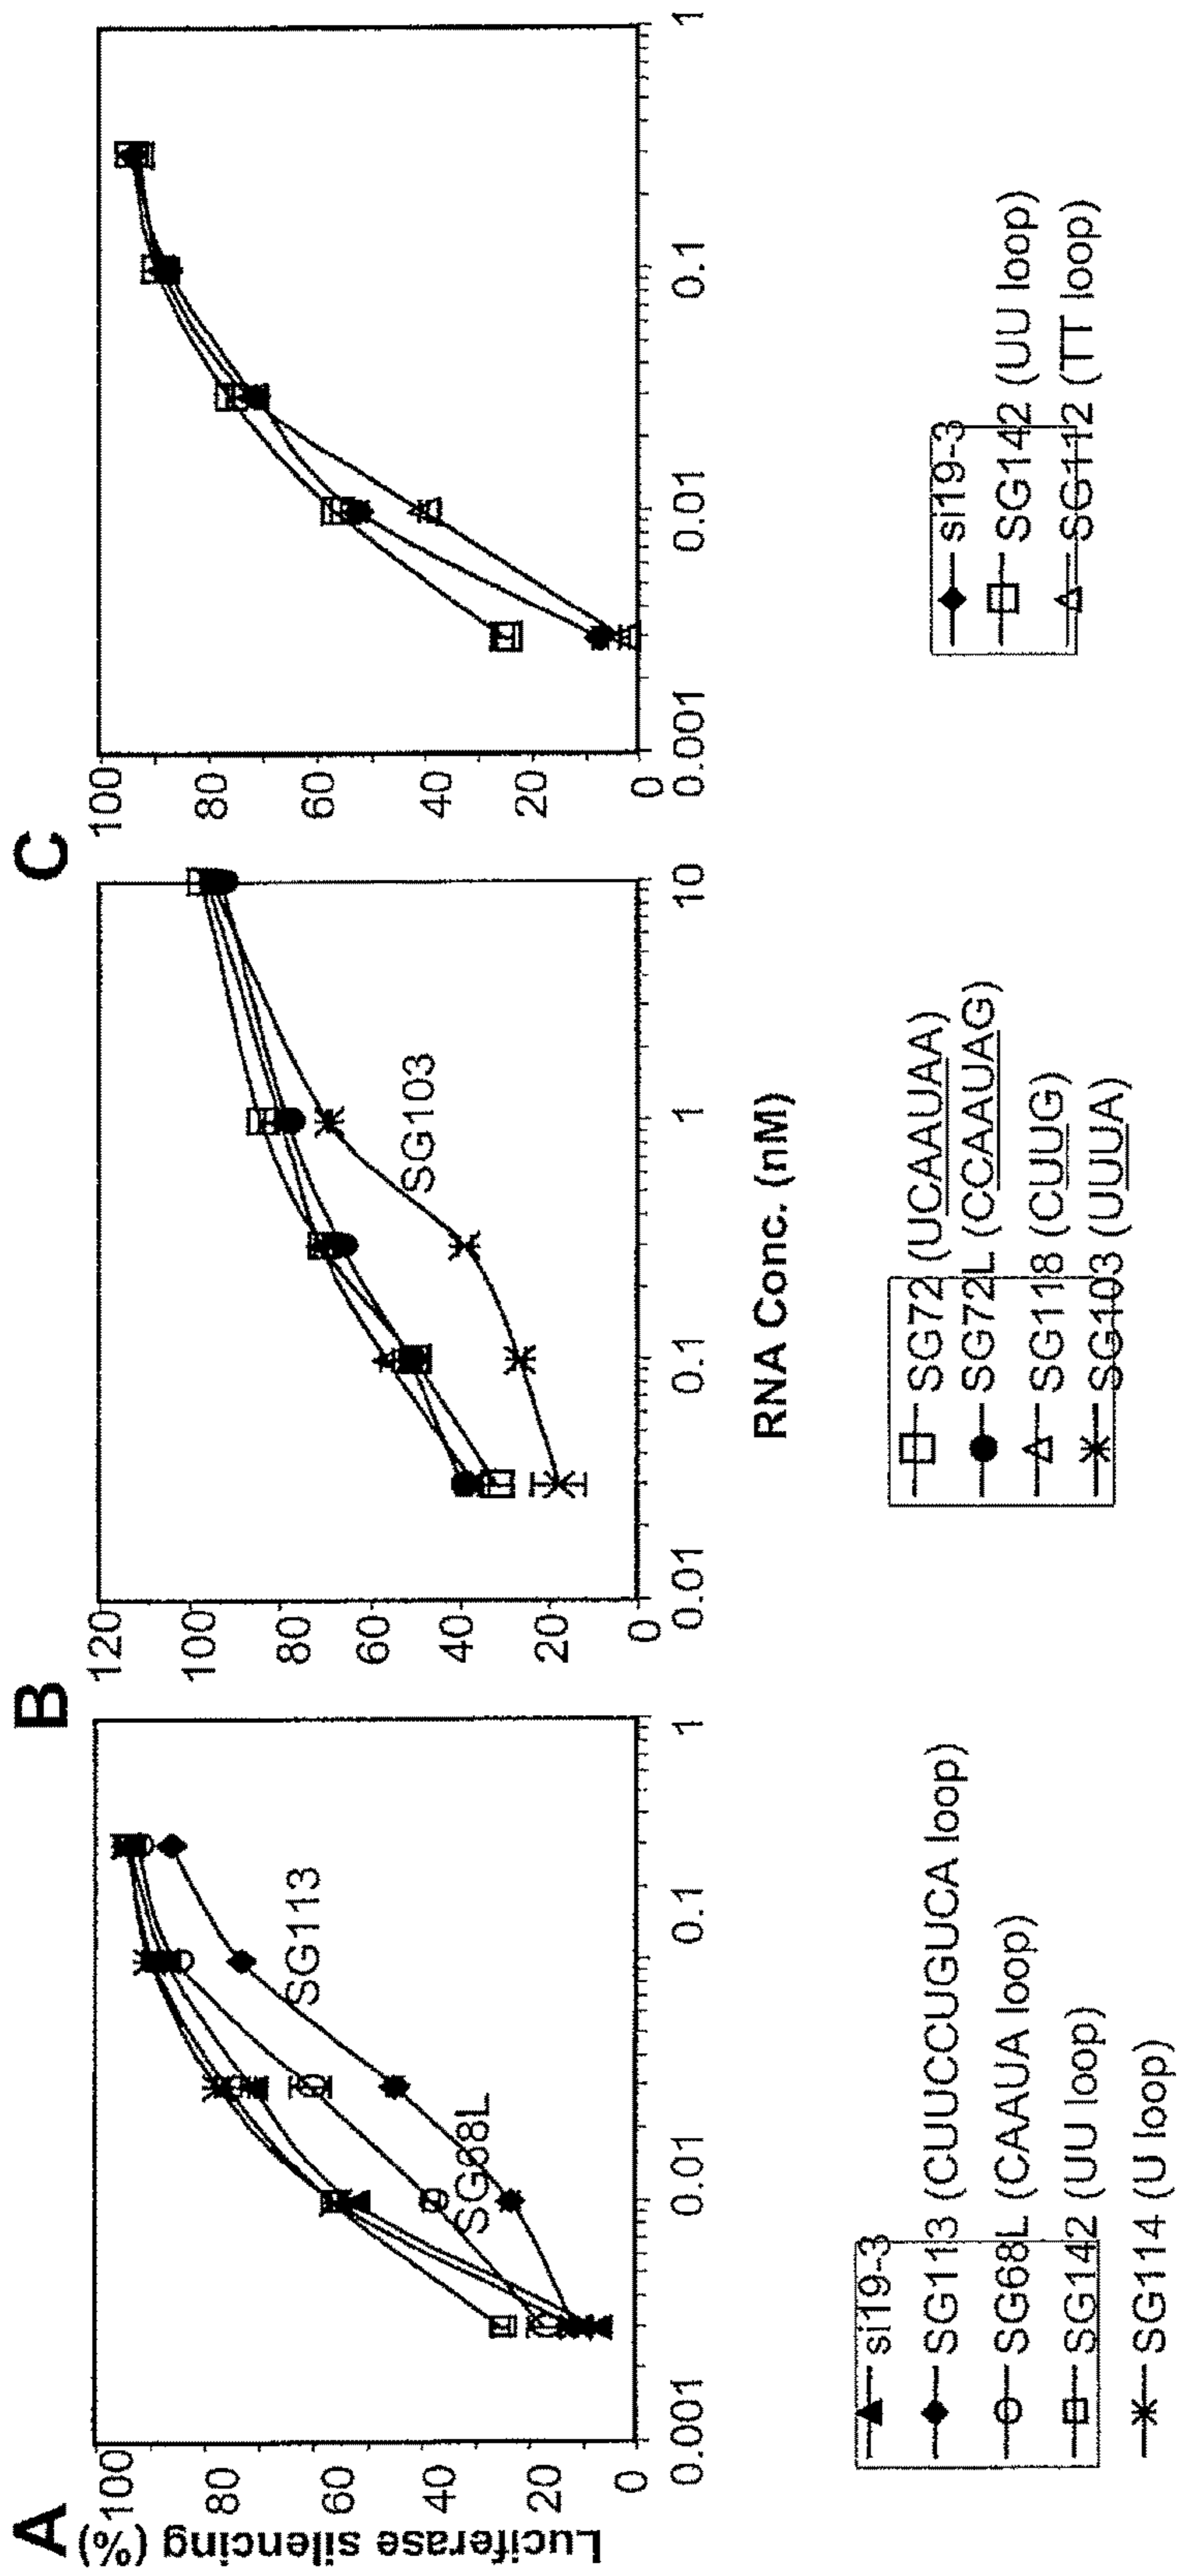 A
Luciferase silencing (%)
100
80
60
40
20
0
0.001
0.01
0.1
1
SG113
SG68L
si19-3
SG113 (CUUCCUGUCA loop)
SG68L (CAAUA loop)
SG142 (UU loop)
SG114 (U loop)
B
120
100
80
60
40
20
0
0.01
0.1
1
10
SG103
RNA Conc. (nM)
SG72 (UCAAUAA)
SG72L (CCAAUAG)
SG118 (CUUG)
SG103 (UUUA)
C
100
80
60
40
20
0
0.001
0.01
0.1
1
si19-3
SG142 (UU loop)
SG112 (TT loop)